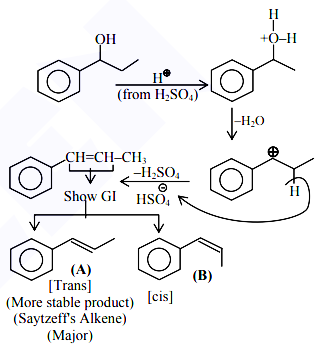 OH
H
+O–H
H⊕
(from H₂SO₄)
–H₂O
CH=CH–CH₃
–H₂SO₄
HSO₄⊖
⊕
H
Show GI
(A)
(B)
[Trans]
[cis]
(More stable product)
(Saytzeff's Alkene)
(Major)